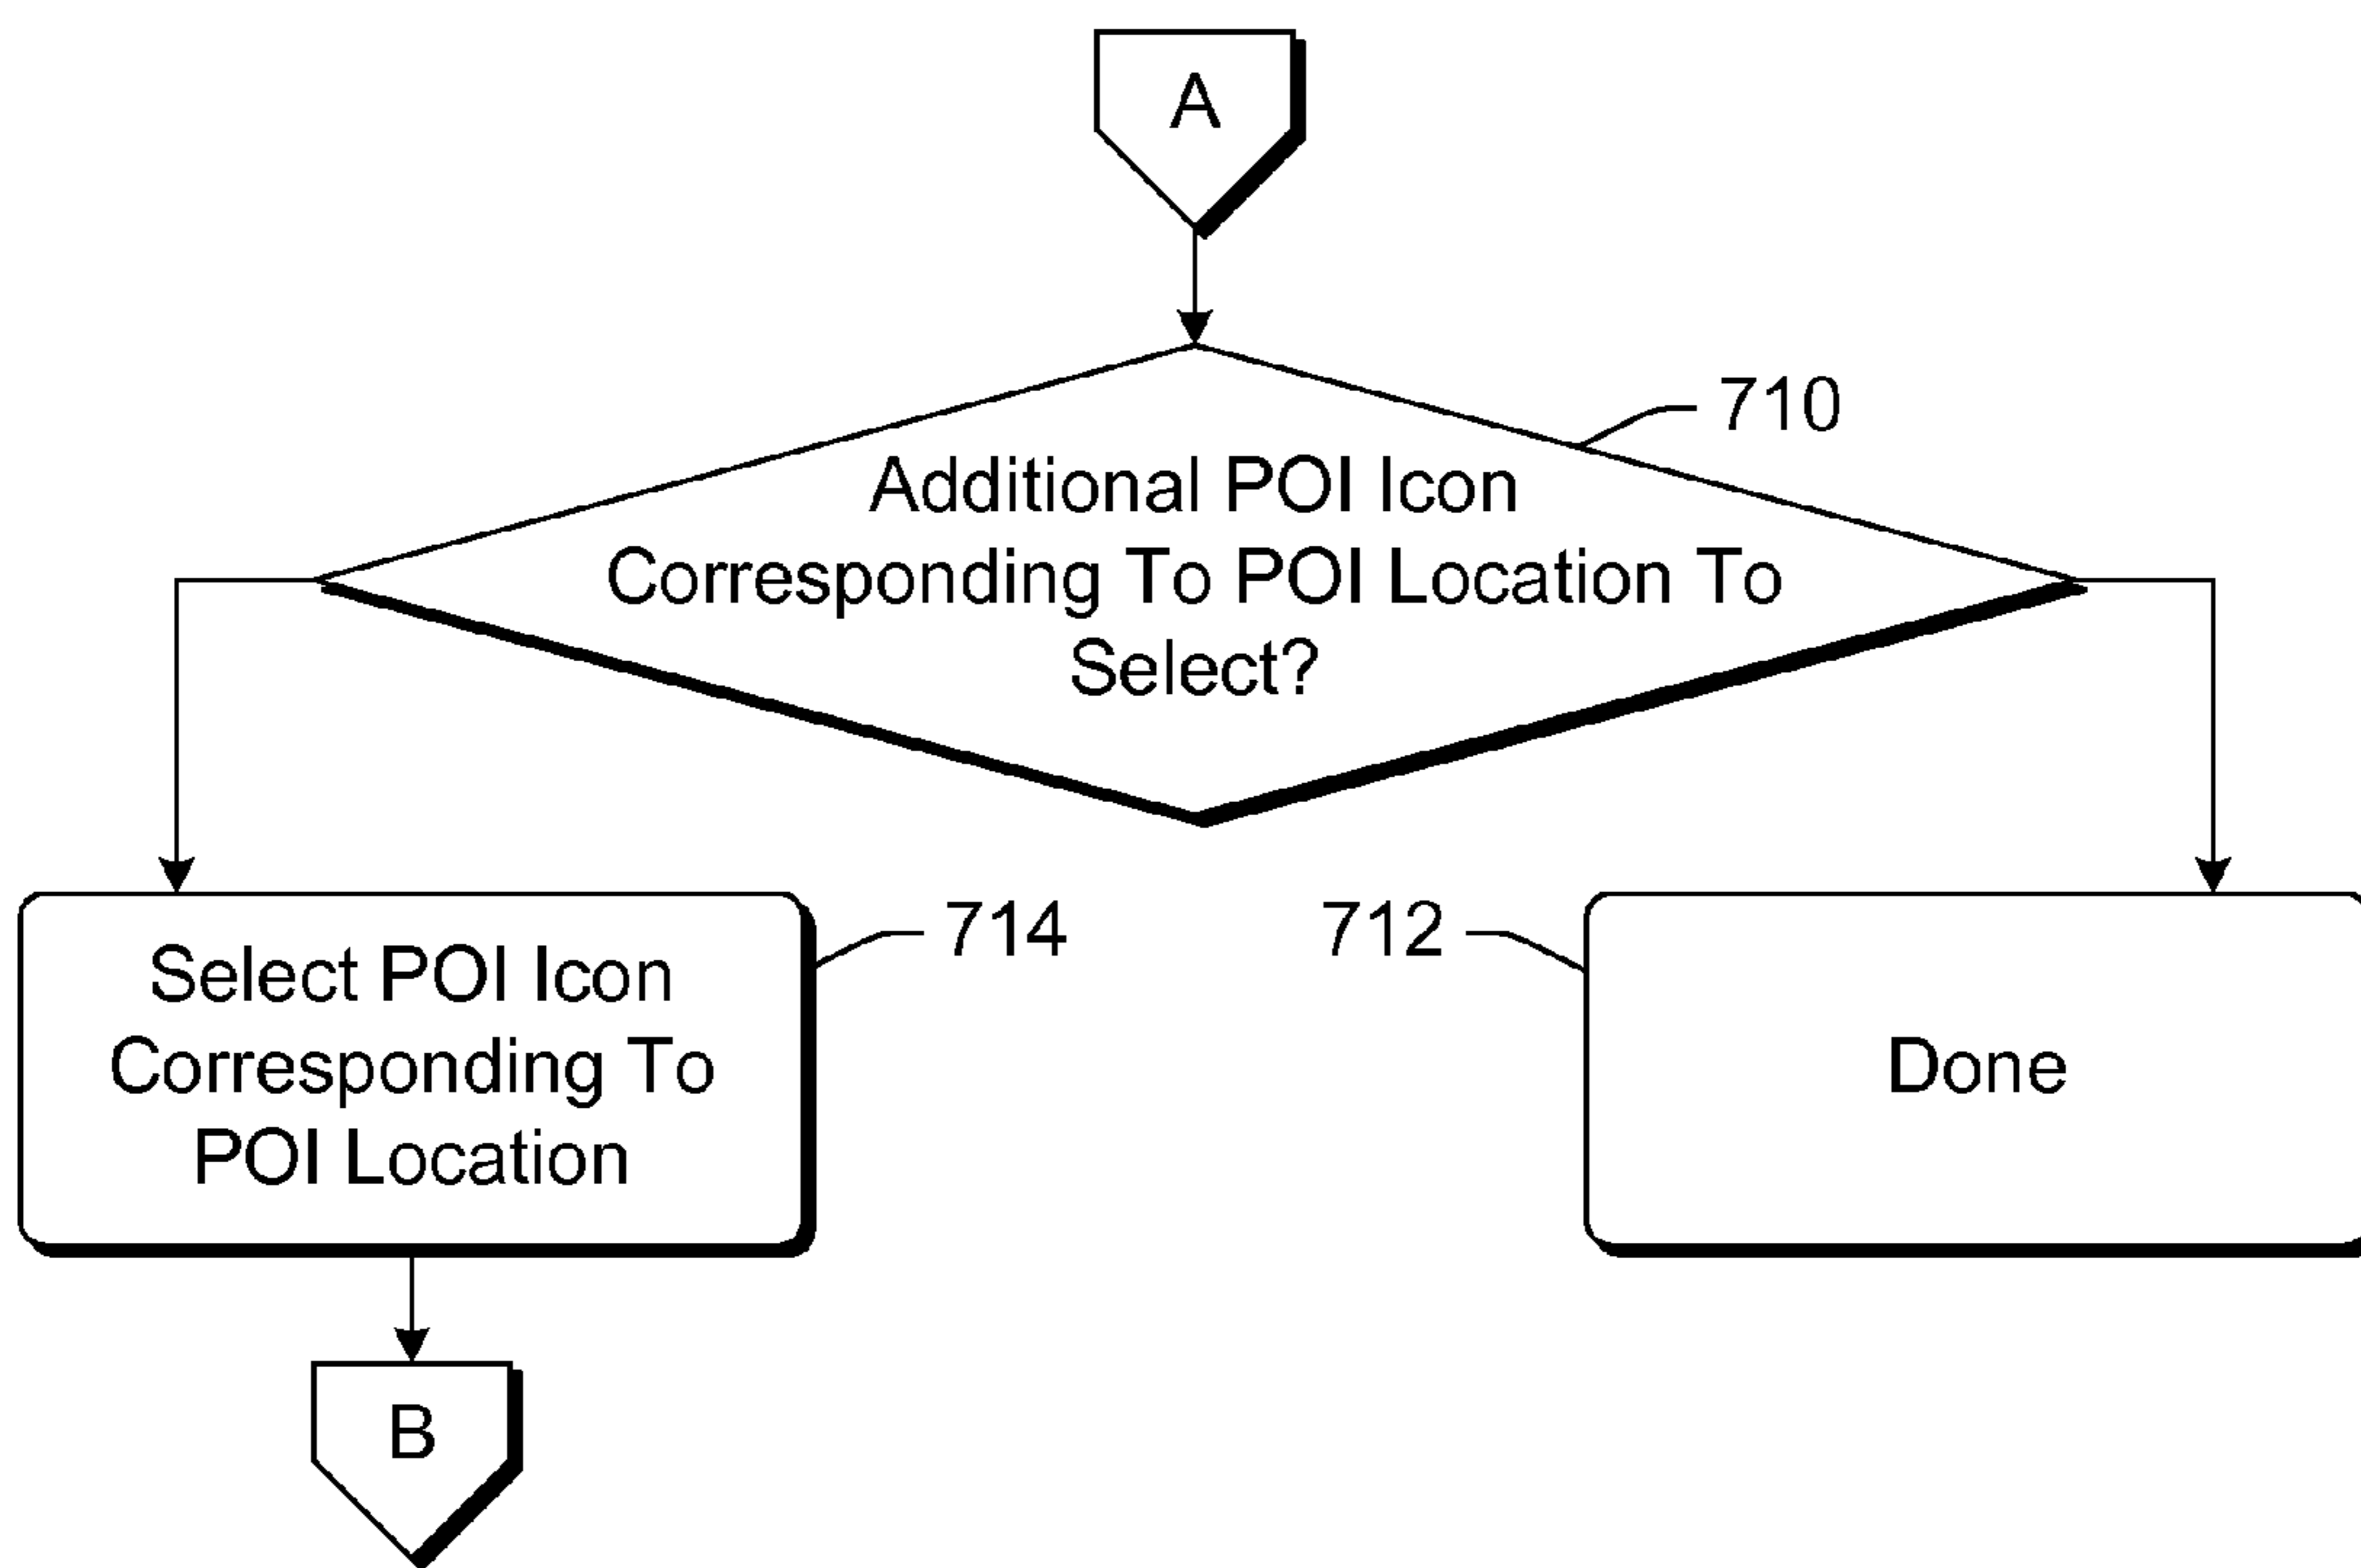 A
710
Additional POI Icon
Corresponding To POI Location To
Select?
714
712
Select POI Icon
Corresponding To
POI Location
Done
B